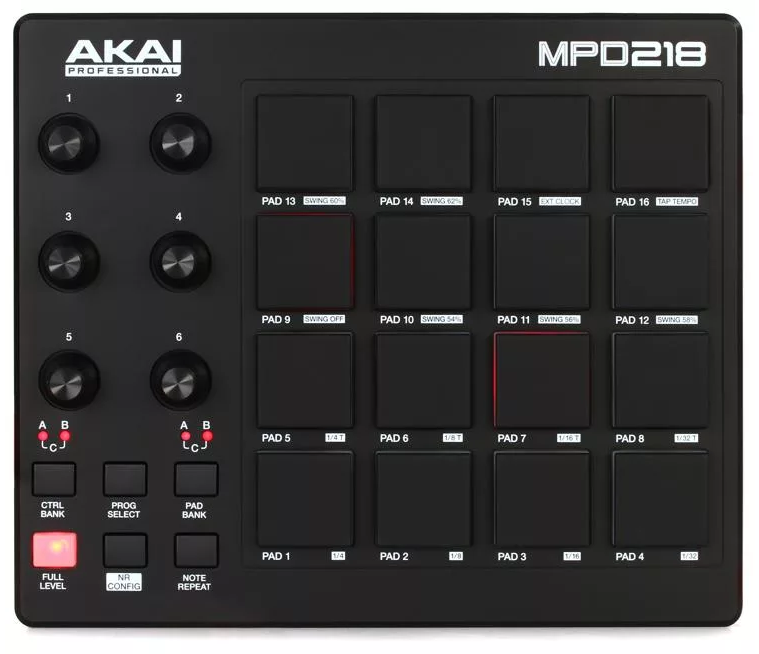 AKAI
PROFESSIONAL
MPD218
1 2
3 4
5 6
A B
C
A B
C
CTRL
BANK
PROG
SELECT
PAD
BANK
FULL
LEVEL
NR
CONFIG
NOTE
REPEAT
PAD 13 SWING 60%
PAD 14 SWING 62%
PAD 15 EXT CLOCK
PAD 16 TAP TEMPO
PAD 9 SWING OFF
PAD 10 SWING 54%
PAD 11 SWING 56%
PAD 12 SWING 58%
PAD 5 1/4 T
PAD 6 1/8 T
PAD 7 1/16 T
PAD 8 1/32 T
PAD 1 1/4
PAD 2 1/8
PAD 3 1/16
PAD 4 1/32